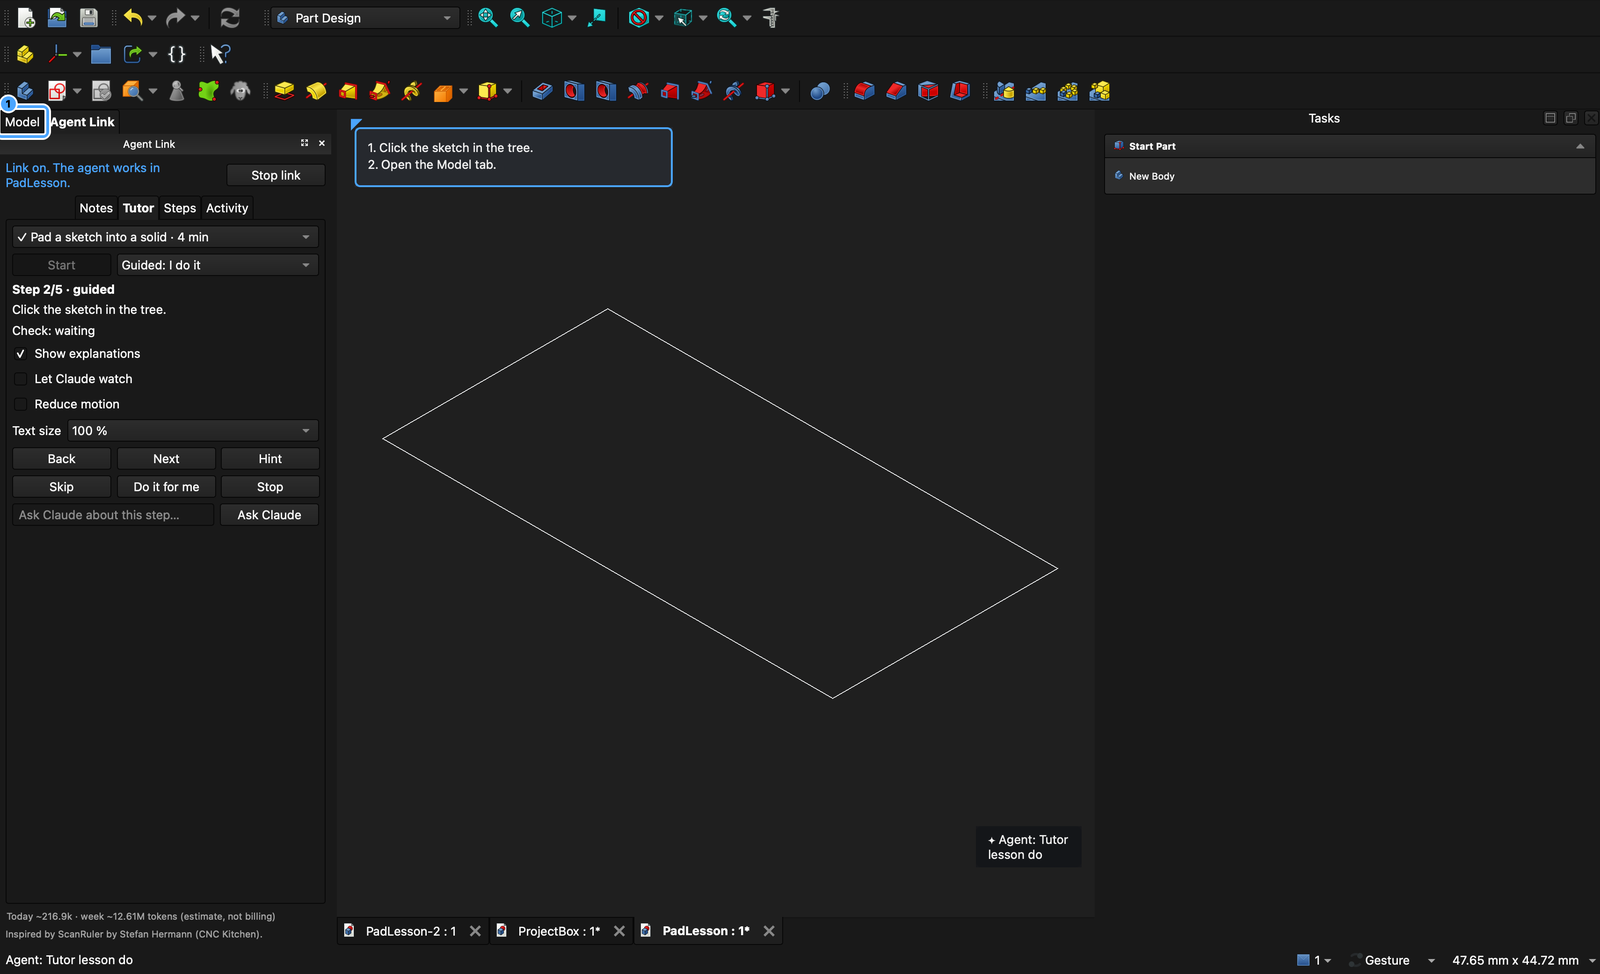 Part Design
1
Model
Agent Link
Agent Link
Link on. The agent works in
PadLesson.
Stop link
Notes
Tutor
Steps
Activity
✓ Pad a sketch into a solid · 4 min
Start
Guided: I do it
Step 2/5 · guided
Click the sketch in the tree.
Check: waiting
✓ Show explanations
Let Claude watch
Reduce motion
Text size
100 %
Back
Next
Hint
Skip
Do it for me
Stop
Ask Claude about this step...
Ask Claude
Today ~216.9k · week ~12.61M tokens (estimate, not billing)
Inspired by ScanRuler by Stefan Hermann (CNC Kitchen).
1. Click the sketch in the tree.
2. Open the Model tab.
+ Agent: Tutor
lesson do
PadLesson-2 : 1
ProjectBox : 1*
PadLesson : 1*
Tasks
Start Part
New Body
Agent: Tutor lesson do
1
Gesture
47.65 mm x 44.72 mm